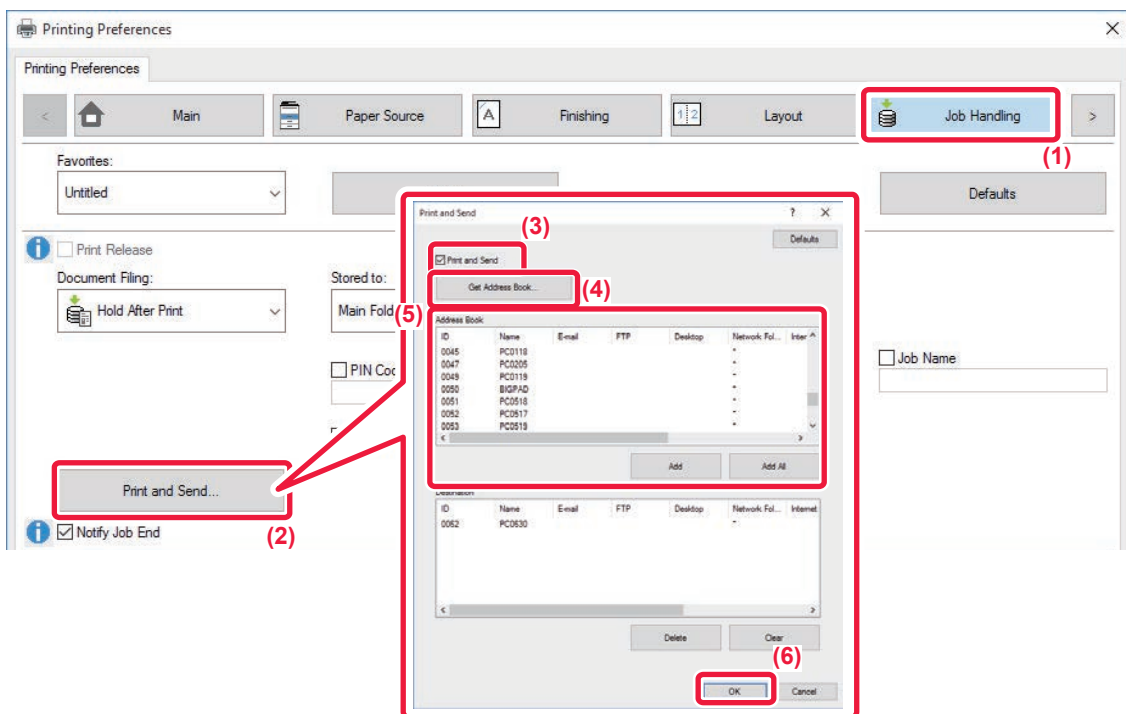 Printing Preferences
Printing Preferences
< Main Paper Source Finishing 1 2 Layout Job Handling >
(1)
Favorites:
Untitled
Defaults
Print and Send ? ×
Defaults
(3)
Print and Send
Get Address Book...
(4)
Print Release
Document Filing:
Hold After Print
Stored to:
Main Fold
(5)
Address Book
ID Name E-mail FTP Desktop Network Fol... Inter
0045 PC0118 *
0047 PC0205 *
0049 PC0119 *
0050 BIGPAD *
0051 PC0518 *
0052 PC0517 *
0053 PC0519 *
Add Add All
PIN Coc
Job Name
Print and Send...
(2)
Notify Job End
Destination
ID Name E-mail FTP Desktop Network Fol... Internet
0062 PC0630 *
Delete Clear
(6)
OK Cancel